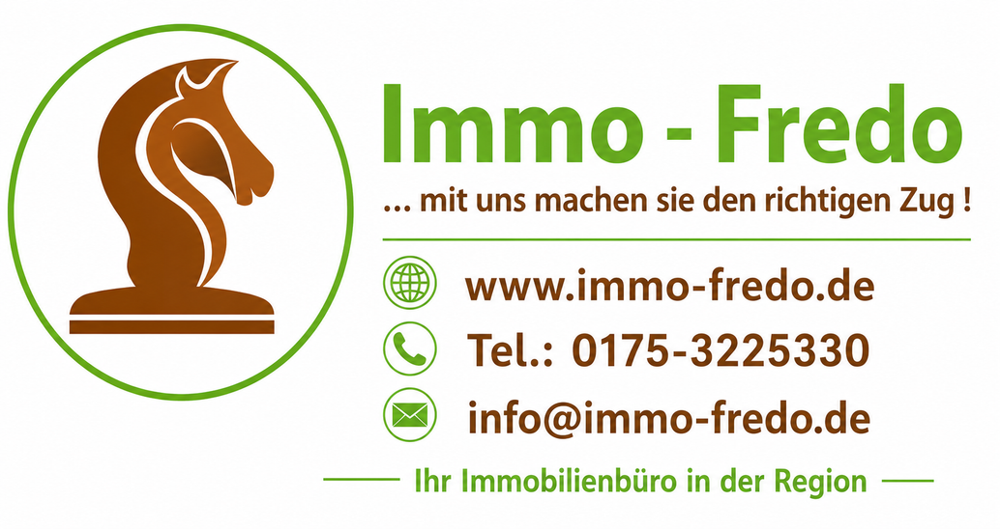 Immo - Fredo
... mit uns machen sie den richtigen Zug !
www.immo-fredo.de
Tel.: 0175-3225330
info@immo-fredo.de
Ihr Immobilienbüro in der Region